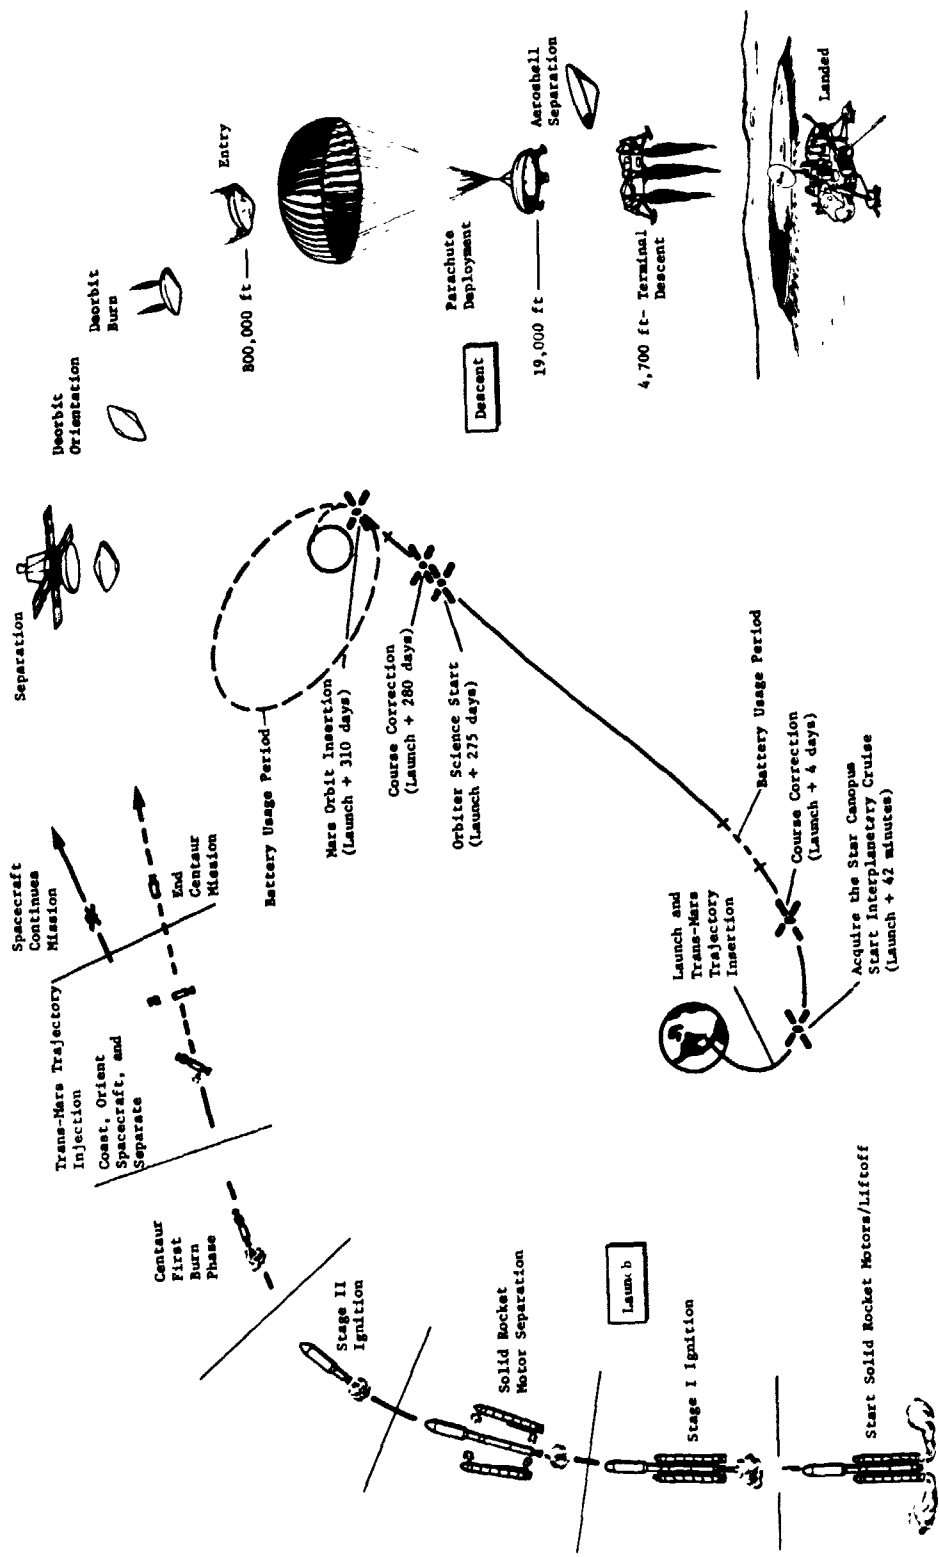 Start Solid Rocket Motors/Liftoff
Stage I Ignition
Launch
Solid Rocket
Motor Separation
Stage II
Ignition
Centaur
First
Burn
Phase
Trans-Mars Trajectory
Injection
Coast, Orient
Spacecraft, and
Separate
Spacecraft
Continues
Mission
End
Centaur
Mission
Launch and
Trans-Mars
Trajectory
Insertion
Acquire the Star Canopus
Start Interplanetary Cruise
(Launch + 42 minutes)
Course Correction
(Launch + 4 days)
Battery Usage Period
Orbiter Science Start
(Launch + 275 days)
Course Correction
(Launch + 280 days)
Mars Orbit Insertion
(Launch + 310 days)
Battery Usage Period
Separation
Deorbit
Orientation
Deorbit
Burn
800,000 ft
Entry
Parachute
Deployment
Descent
19,000 ft
Aeroshell
Separation
4,700 ft- Terminal
Descent
Landed